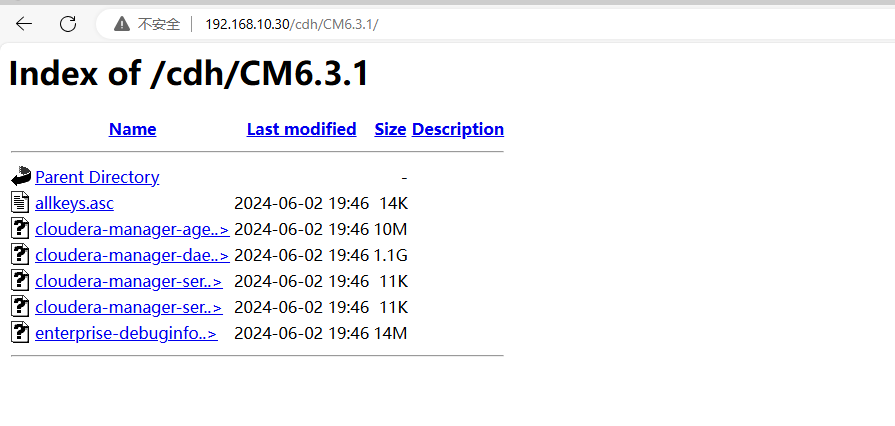 不安全 192.168.10.30/cdh/CM6.3.1/
Index of /cdh/CM6.3.1
Name Last modified Size Description
Parent Directory -
allkeys.asc 2024-06-02 19:46 14K
cloudera-manager-age..> 2024-06-02 19:46 10M
cloudera-manager-dae..> 2024-06-02 19:46 1.1G
cloudera-manager-ser..> 2024-06-02 19:46 11K
cloudera-manager-ser..> 2024-06-02 19:46 11K
enterprise-debuginfo..> 2024-06-02 19:46 14M